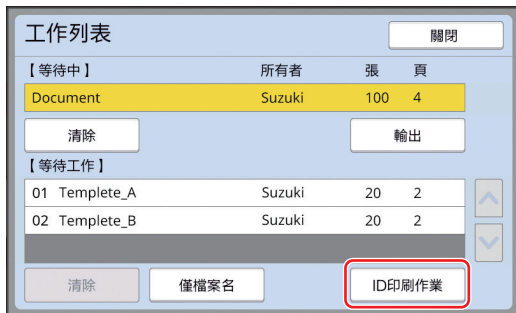 工作列表 關閉
【等待中】 所有者 張 頁
Document Suzuki 100 4
清除 輸出
【等待工作】
01 Templete_A Suzuki 20 2
02 Templete_B Suzuki 20 2
清除 僅檔案名 ID印刷作業